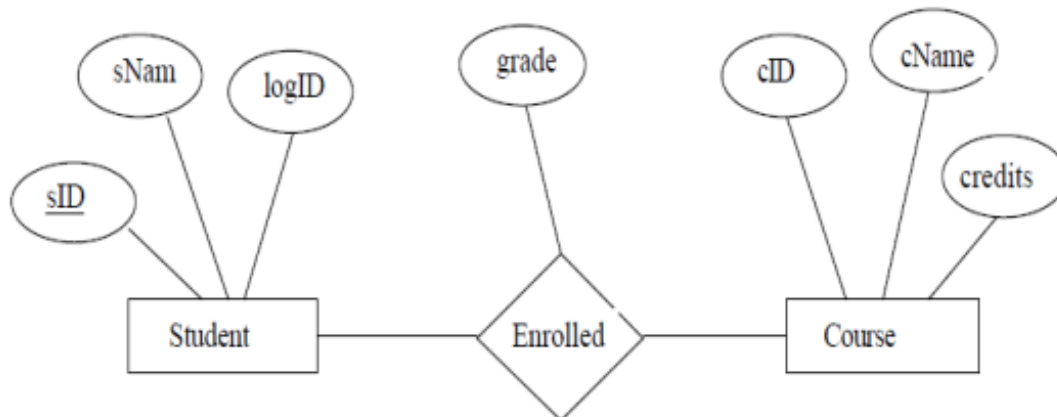 sNam
logID
grade
cID
cName
sID
credits
Student
Enrolled
Course